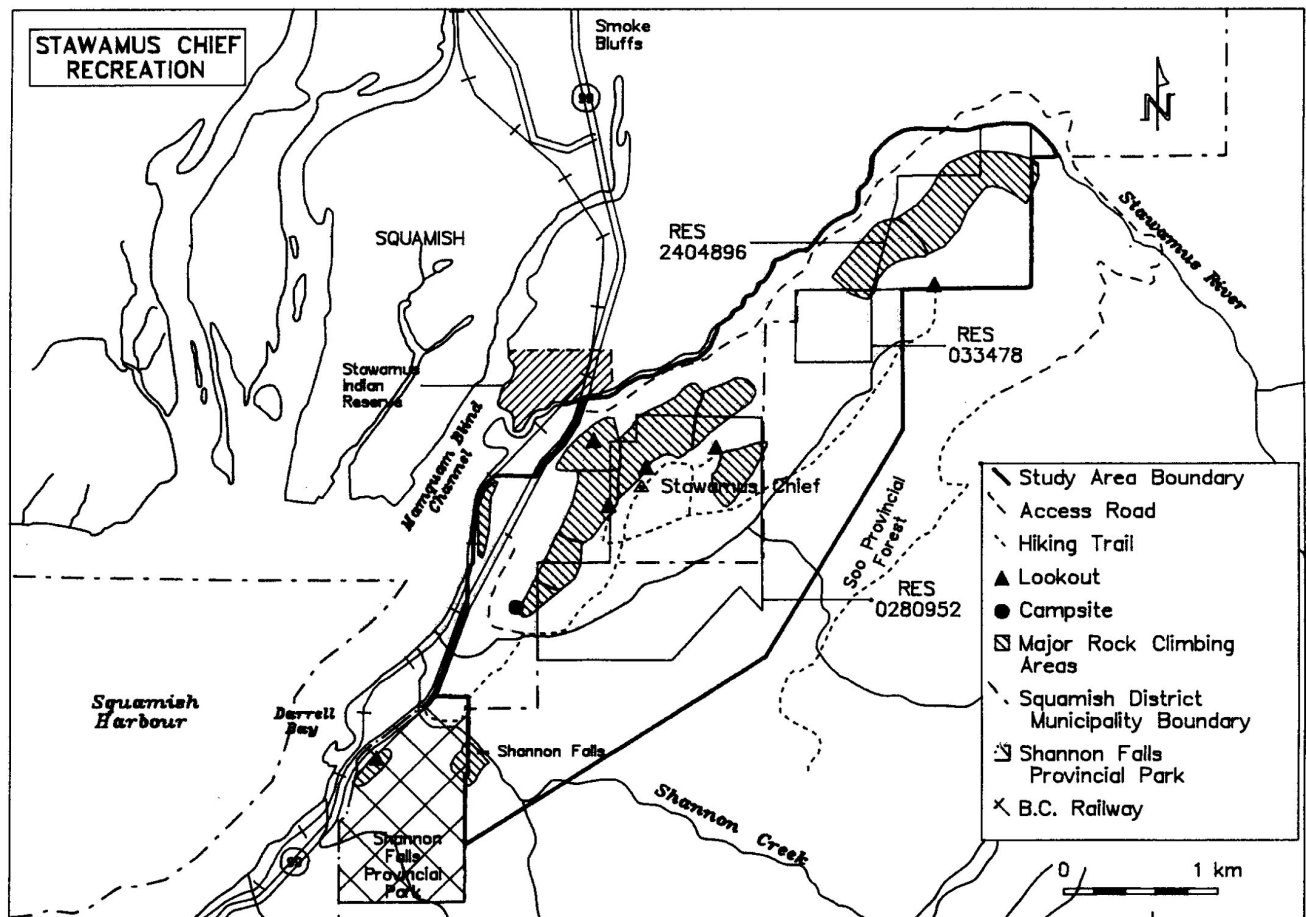 STAWAMUS CHIEF
RECREATION
Smoke
Bluffs
99
N
SQUAMISH
RES
2404896
Stawamus River
RES
033478
Stawamus
Indian
Reserve
Mamquam Blind
Channel
Stawamus Chief
Soo Provincial
Forest
RES
0280952
Squamish
Harbour
Darrell
Bay
Shannon Falls
Shannon Creek
Shannon
Falls
Provincial
Park
99
Study Area Boundary
Access Road
Hiking Trail
Lookout
Campsite
Major Rock Climbing
Areas
Squamish District
Municipality Boundary
Shannon Falls
Provincial Park
B.C. Railway
0 1 km